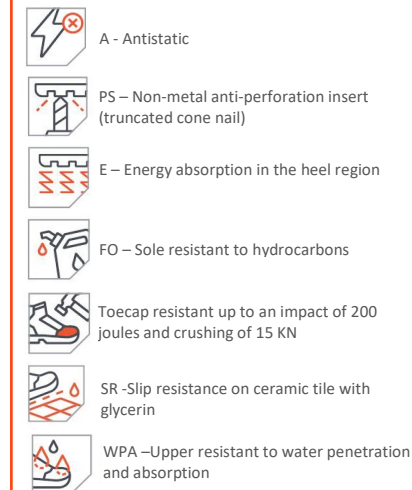 A - Antistatic
PS – Non-metal anti-perforation insert
(truncated cone nail)
E – Energy absorption in the heel region
FO – Sole resistant to hydrocarbons
Toecap resistant up to an impact of 200
joules and crushing of 15 KN
SR -Slip resistance on ceramic tile with
glycerin
WPA –Upper resistant to water penetration
and absorption